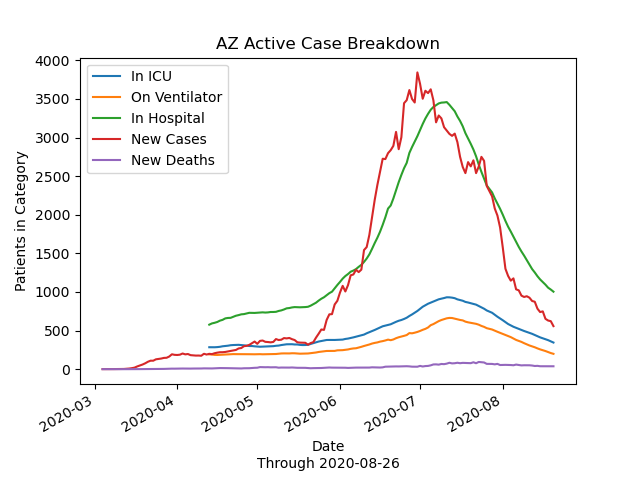 AZ Active Case Breakdown
In ICU
On Ventilator
In Hospital
New Cases
New Deaths
4000
3500
3000
2500
2000
1500
1000
500
0
Patients in Category
2020-03
2020-04
2020-05
2020-06
2020-07
2020-08
Date
Through 2020-08-26